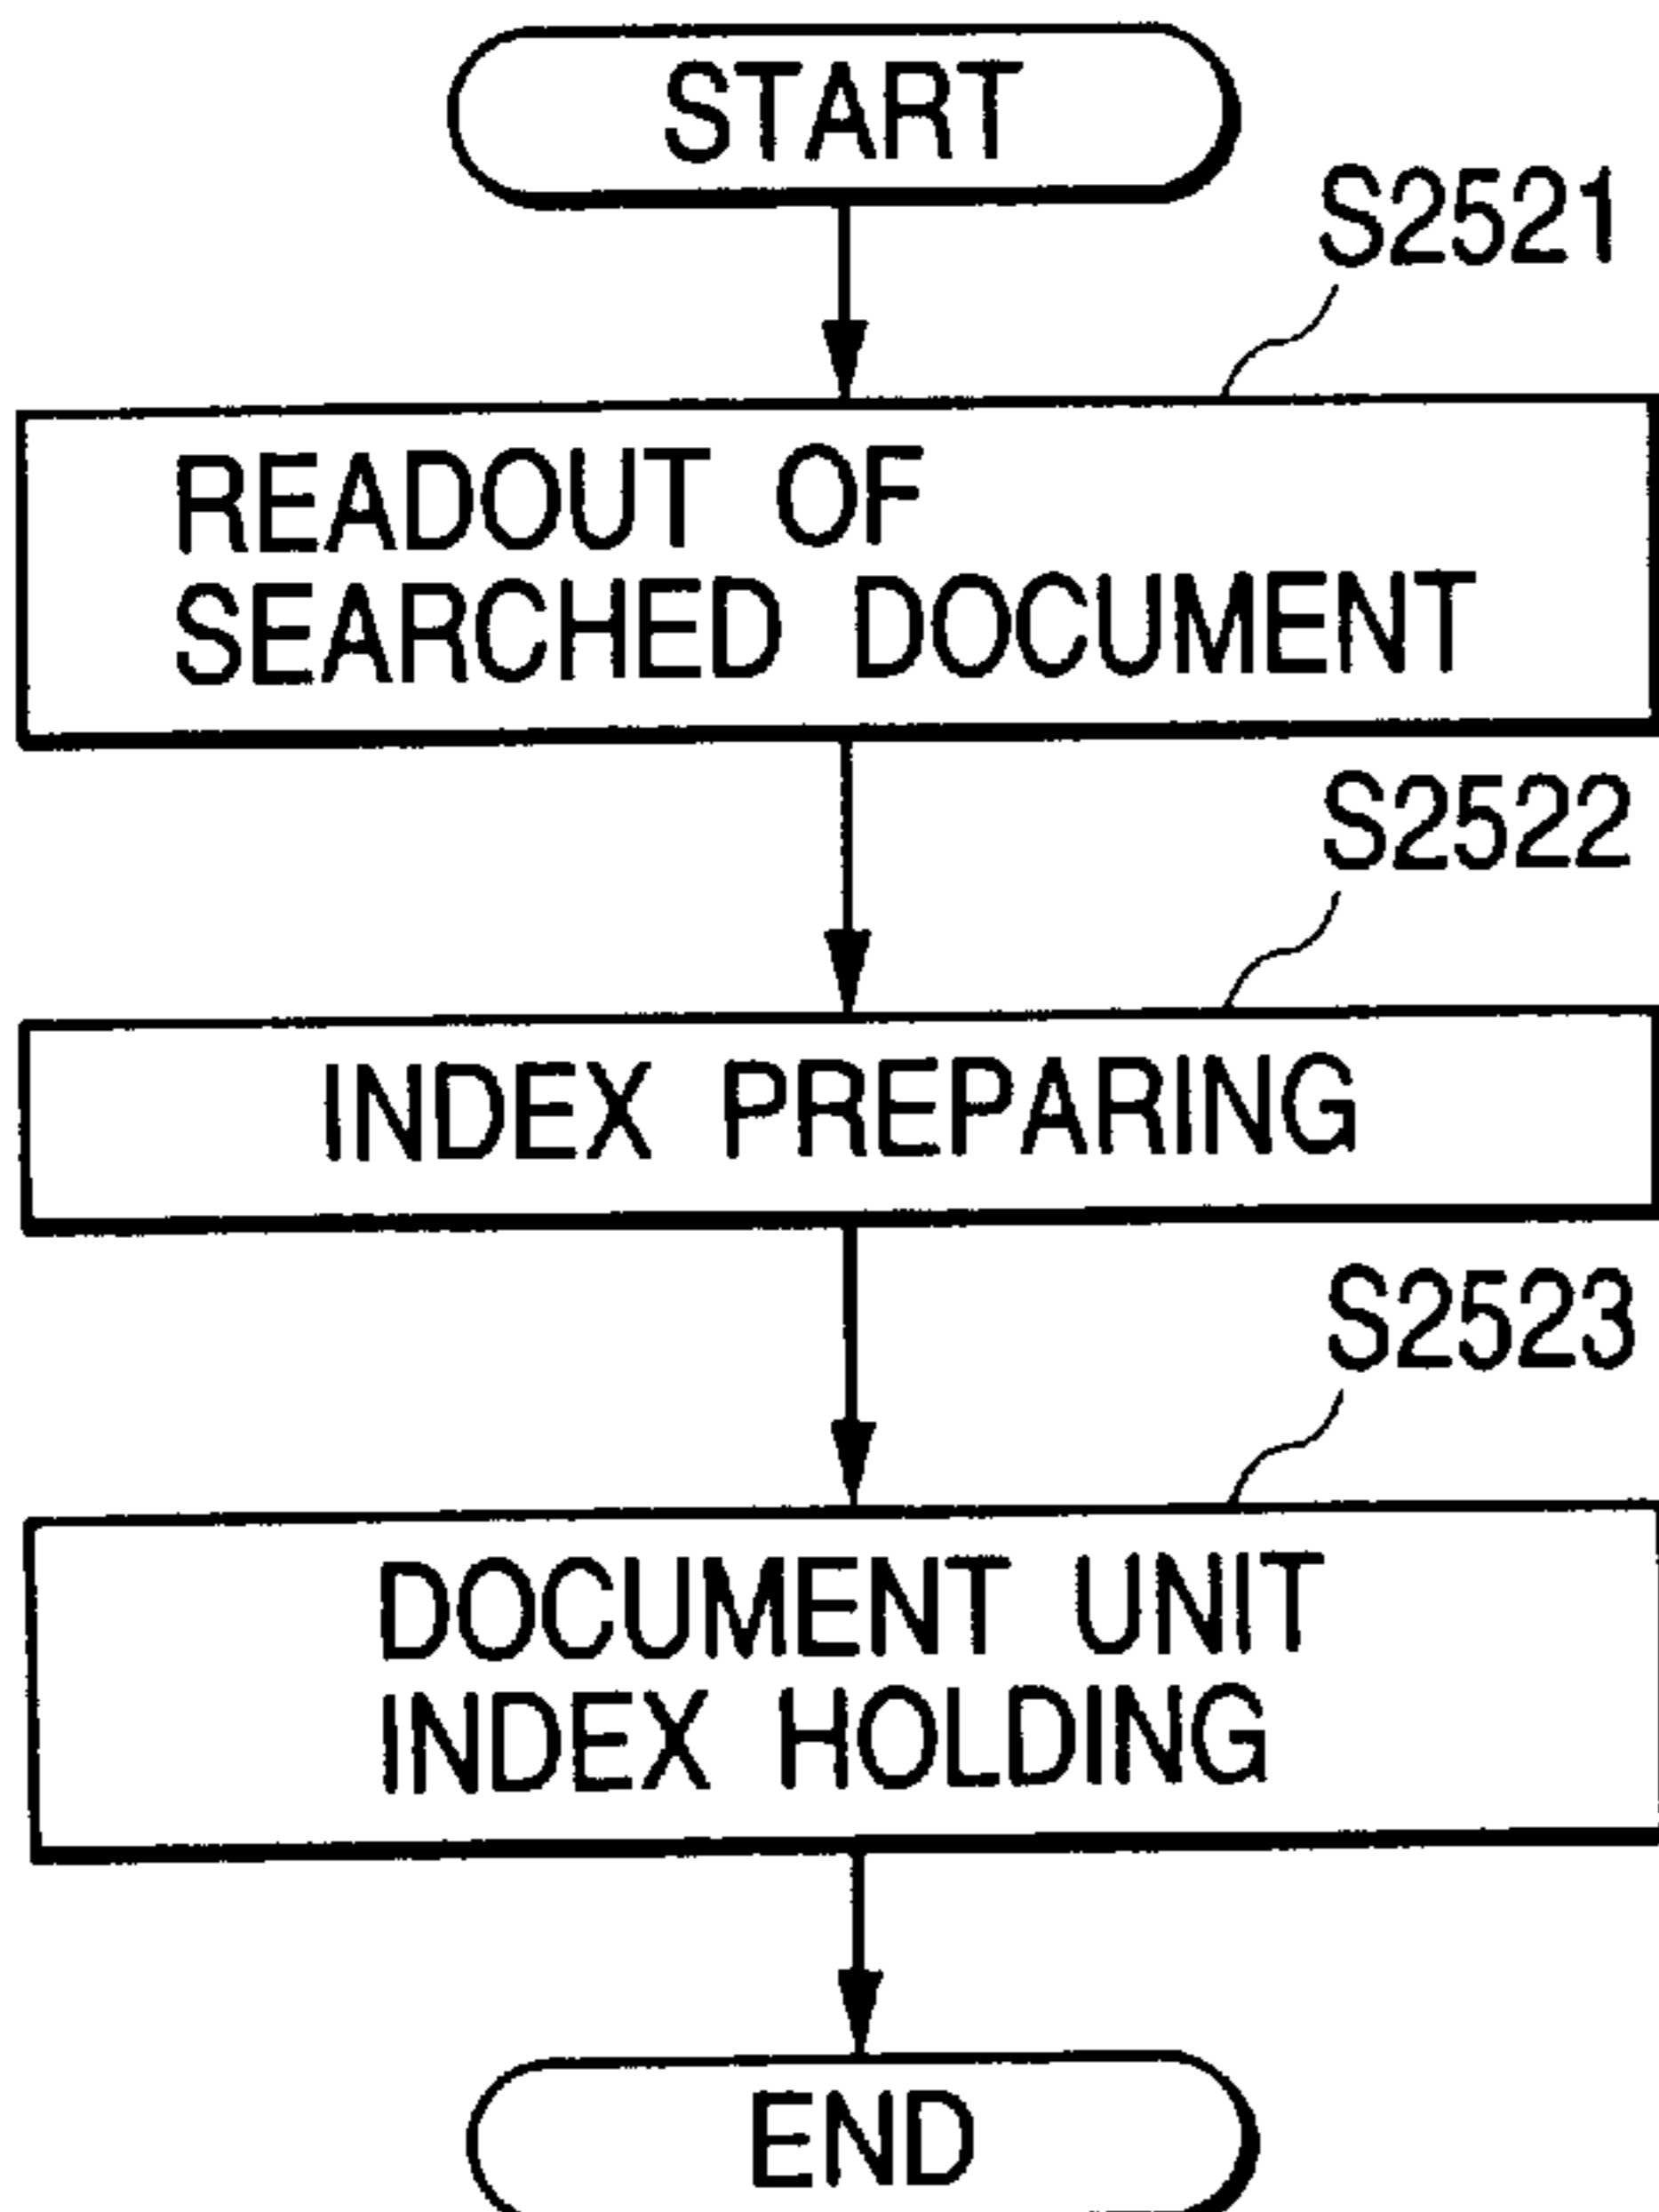 START
S2521
READOUT OF
SEARCHED DOCUMENT
S2522
INDEX PREPARING
S2523
DOCUMENT UNIT
INDEX HOLDING
END